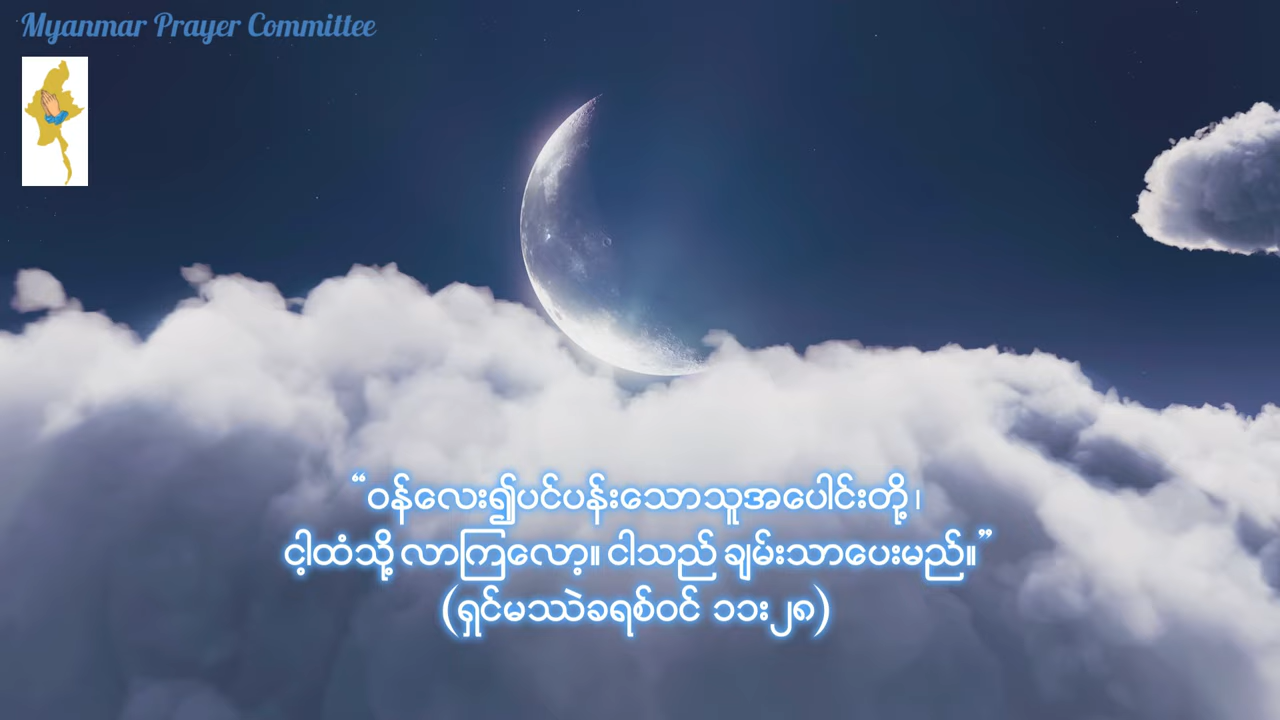 Myanmar Prayer Committee
“ဝန်လေး၍ပင်ပန်းသောသူအပေါင်းတို့၊
ငါ့ထံသို့ လာကြလော့။ ငါသည် ချမ်းသာပေးမည်။”
(ရှင်မဿဲခရစ်ဝင် ၁၁း၂၈)